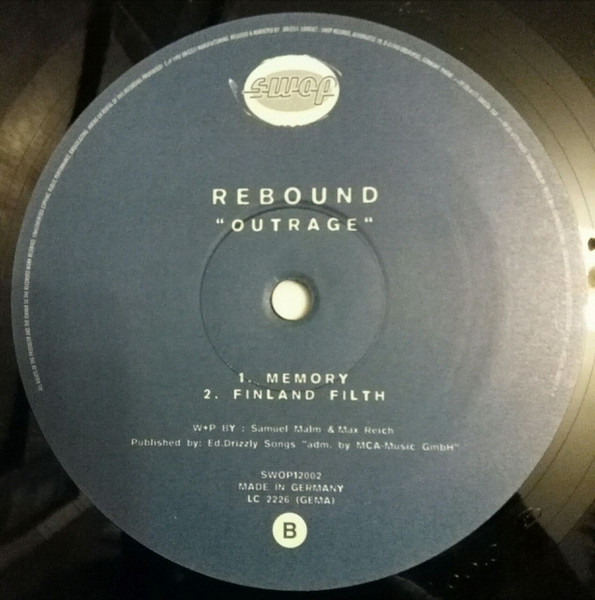 swop
REBOUND
"OUTRAGE"
1. MEMORY
2. FINLAND FILTH
W+P BY : Samuel Malm & Max Reich
Published by: Ed.Drizzly Songs "adm. by MCA-Music GmbH"
SWOP12002
MADE IN GERMANY
LC 2226 (GEMA)
B